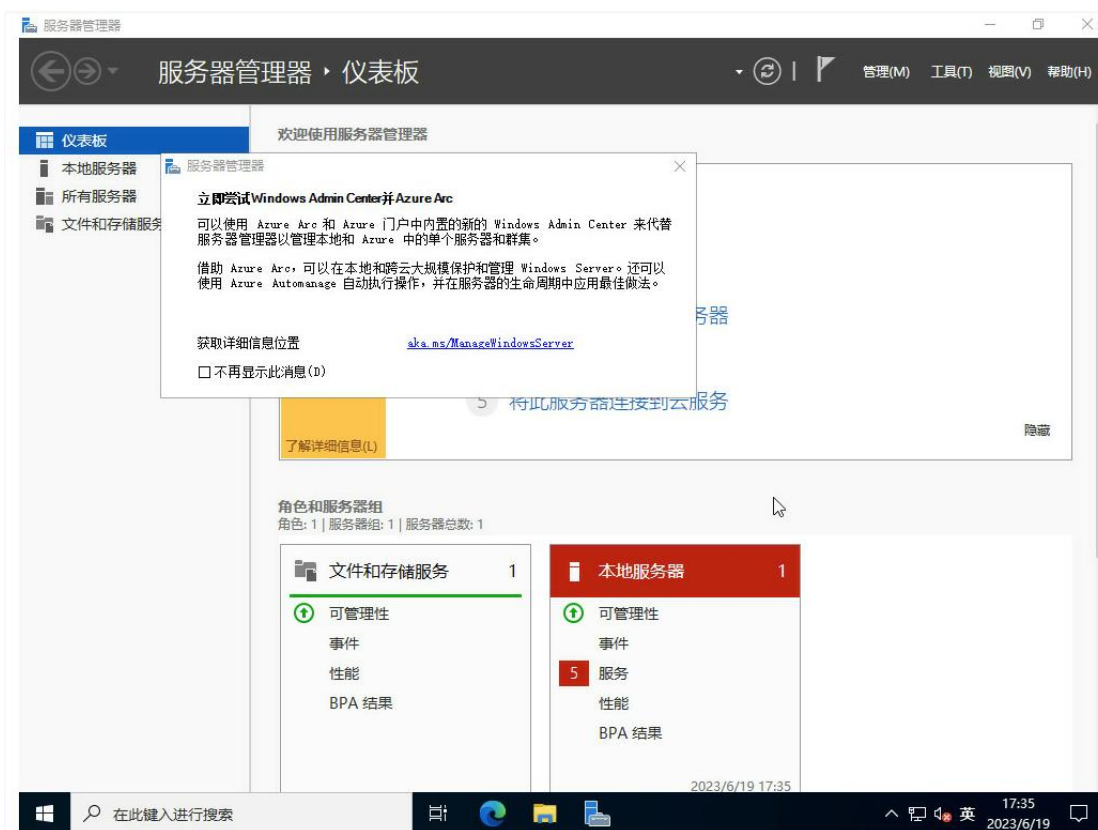 服务器管理器
服务器管理器 ‣ 仪表板
管理(M) 工具(T) 视图(V) 帮助(H)
仪表板
本地服务器
所有服务器
文件和存储服务
欢迎使用服务器管理器
服务器管理器
立即尝试Windows Admin Center并Azure Arc
可以使用 Azure Arc 和 Azure 门户中内置的新的 Windows Admin Center 来代替
服务器管理器以管理本地和 Azure 中的单个服务器和群集。
借助 Azure Arc，可以在本地和跨云大规模保护和管理 Windows Server。还可以
使用 Azure Automanage 自动执行操作，并在服务器的生命周期中应用最佳做法。
获取详细信息位置 aka.ms/ManageWindowsServer
不再显示此消息(D)
务器
5 将此服务器连接到云服务
了解详细信息(L)
隐藏
角色和服务器组
角色: 1 | 服务器组: 1 | 服务器总数: 1
文件和存储服务 1
可管理性
事件
性能
BPA 结果
本地服务器 1
可管理性
事件
5 服务
性能
BPA 结果
2023/6/19 17:35
在此键入进行搜索
英
17:35
2023/6/19